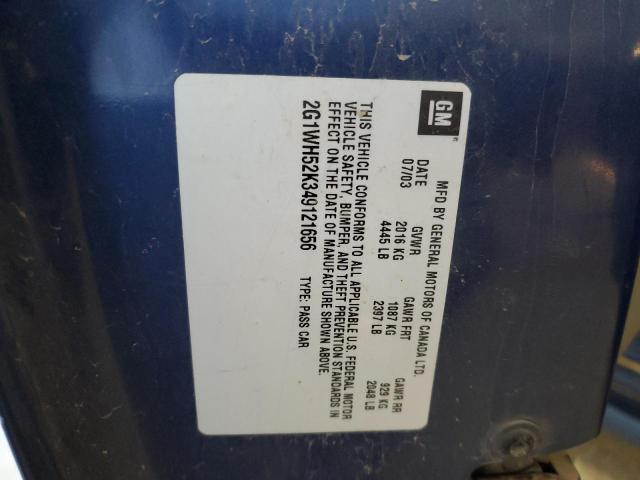 GM
MFD BY GENERAL MOTORS OF CANADA LTD.
DATE GVWR GAWR FRT GAWR RR
07/03 2016 KG 1087 KG 929 KG
4445 LB 2397 LB 2048 LB
THIS VEHICLE CONFORMS TO ALL APPLICABLE U.S. FEDERAL MOTOR
VEHICLE SAFETY, BUMPER, AND THEFT PREVENTION STANDARDS IN
EFFECT ON THE DATE OF MANUFACTURE SHOWN ABOVE.
2G1WH52K349121656 TYPE: PASS CAR